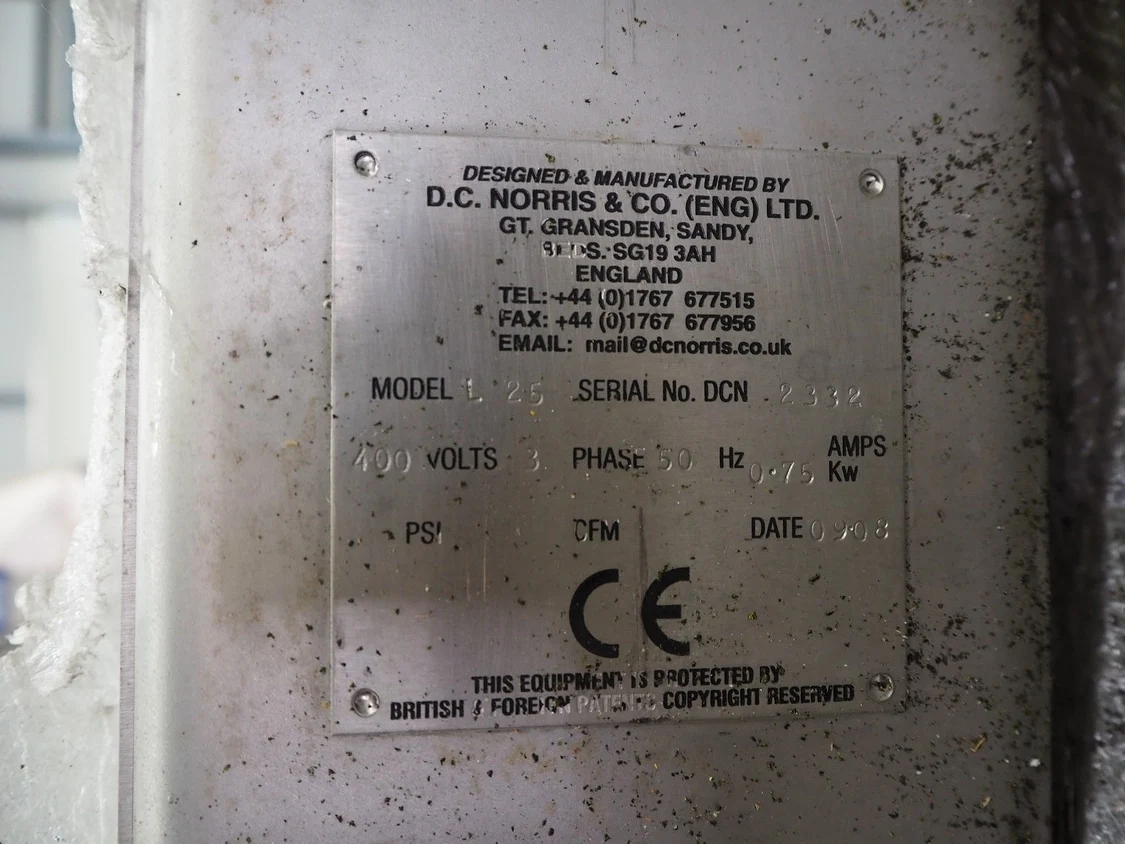 DESIGNED & MANUFACTURED BY
D.C. NORRIS & CO. (ENG) LTD.
GT. GRANSDEN, SANDY,
BEDS. SG19 3AH
ENGLAND
TEL: +44 (0)1767 677515
FAX: +44 (0)1767 677956
EMAIL: mail@dcnorris.co.uk
MODEL L 25 SERIAL No. DCN 2332
400 VOLTS 3 PHASE 50 Hz 0.75 AMPS Kw
PSI CFM DATE 09.08
CE
THIS EQUIPMENT IS PROTECTED BY
BRITISH & FOREIGN PATENTS COPYRIGHT RESERVED